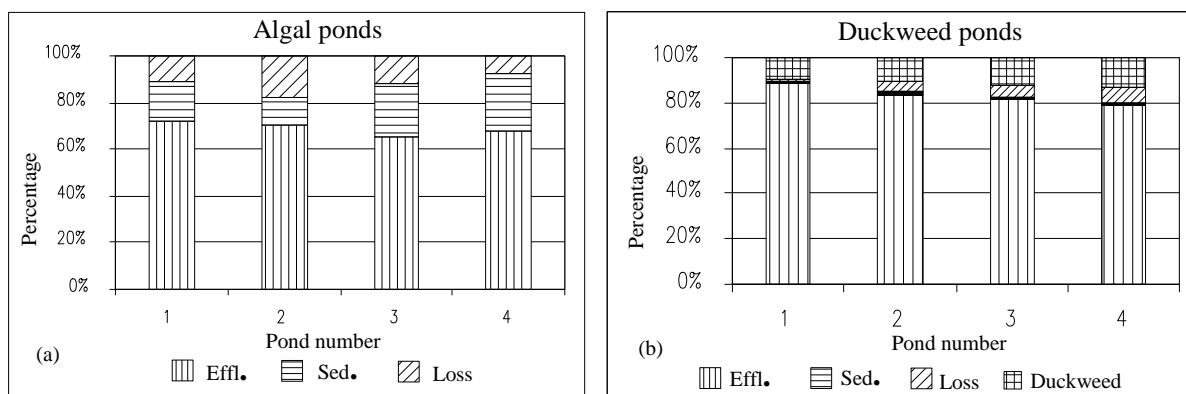 Algal ponds
100%
80%
60%
40%
20%
0%
Percentage
1 2 3 4
Pond number
(a)
Effl. Sed. Loss
Duckweed ponds
100%
80%
60%
40%
20%
0%
Percentage
1 2 3 4
Pond number
(b)
Effl. Sed. Loss Duckweed